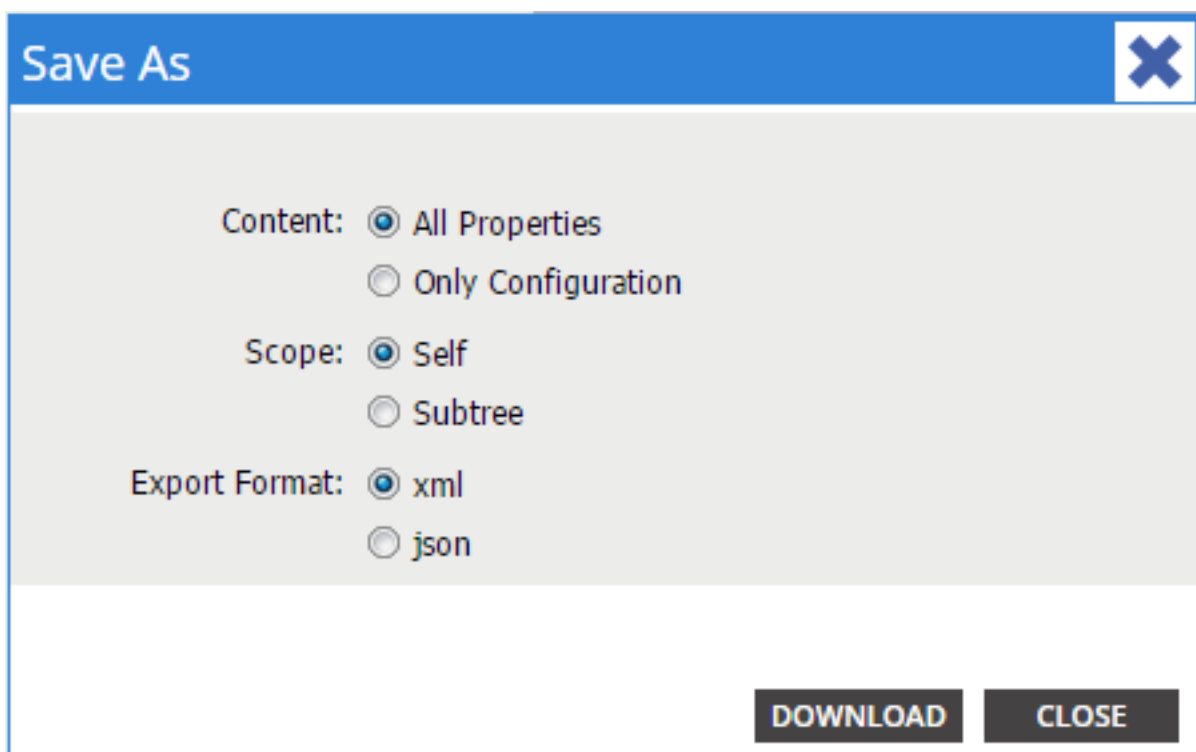 Save As
Content: All Properties
Only Configuration
Scope: Self
Subtree
Export Format: xml
json
DOWNLOAD CLOSE